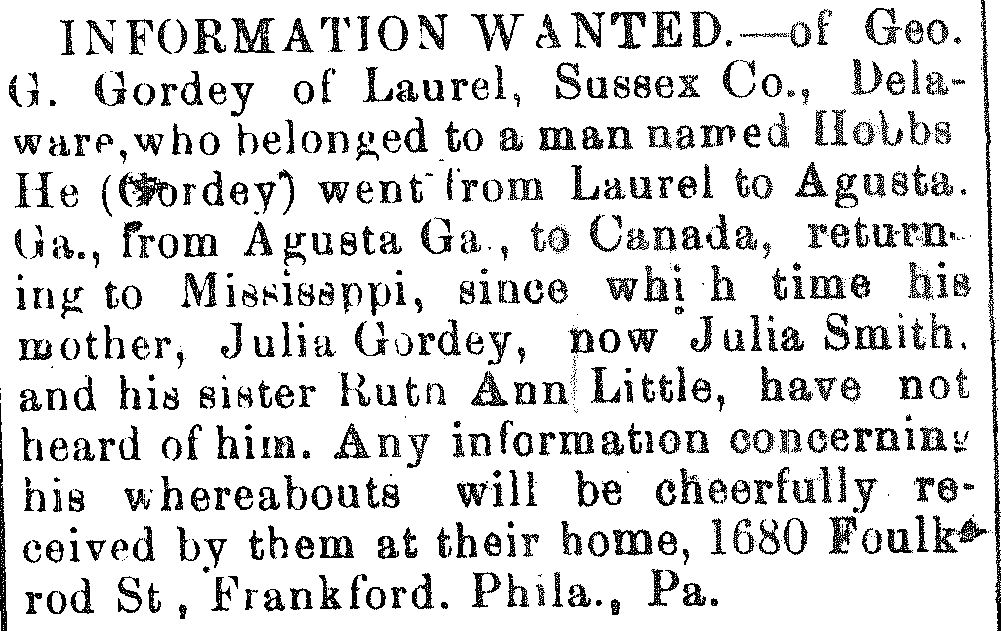 INFORMATION WANTED.—of Geo.
G. Gordey of Laurel, Sussex Co., Dela-
ware, who belonged to a man named Hobbs
He (Gordey) went from Laurel to Agusta.
Ga., from Agusta Ga., to Canada, return-
ing to Mississppi, since whi h time his
mother, Julia Gordey, now Julia Smith.
and his sister Ruth Ann Little, have not
heard of him. Any information concerning
his whereabouts will be cheerfully re-
ceived by them at their home, 1680 Foulk-
rod St, Frankford. Phila., Pa.